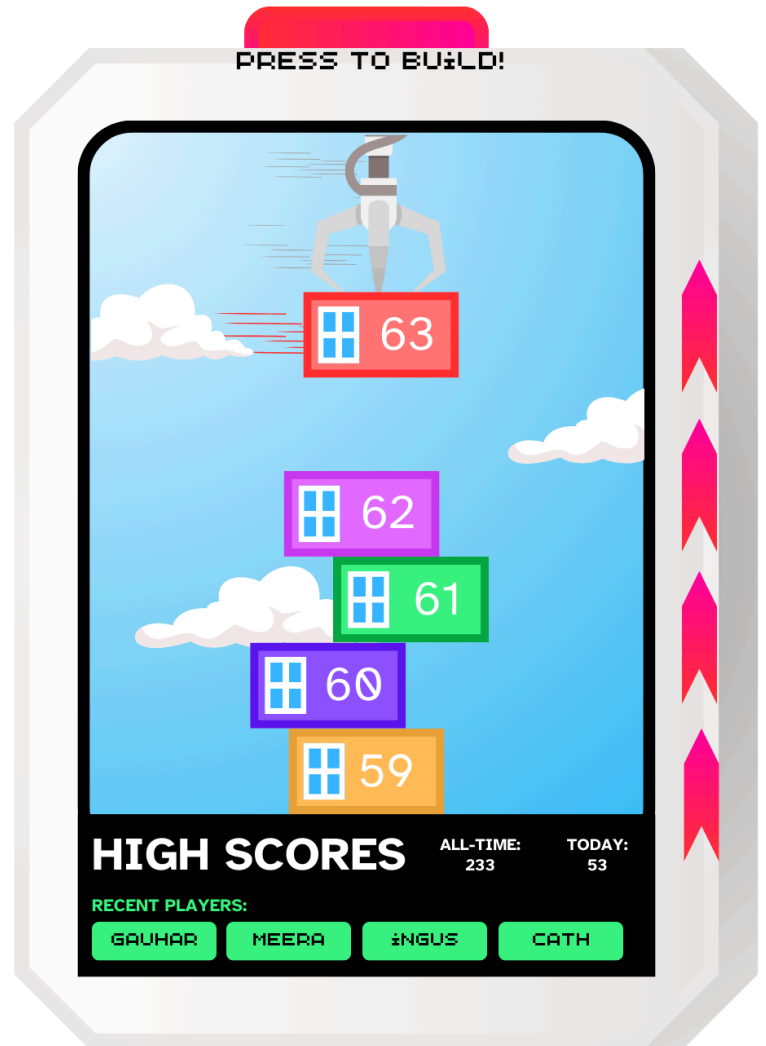 PRESS TO BUiLD!
63
62
61
60
59
HIGH SCORES
ALL-TIME:
233
TODAY:
53
RECENT PLAYERS:
GAUHAR
MEERA
iNGUS
CATH